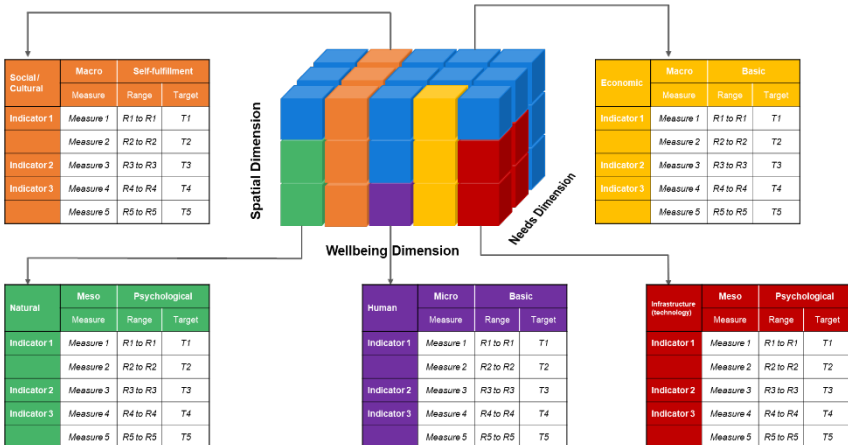 Social /
Cultural
Macro
Self-fulfillment
Measure
Range
Target
Indicator 1
Measure 1
R1 to R1
T1
Measure 2
R2 to R2
T2
Indicator 2
Measure 3
R3 to R3
T3
Indicator 3
Measure 4
R4 to R4
T4
Measure 5
R5 to R5
T5
Spatial Dimension
Wellbeing Dimension
Needs Dimension
Economic
Macro
Basic
Measure
Range
Target
Indicator 1
Measure 1
R1 to R1
T1
Measure 2
R2 to R2
T2
Indicator 2
Measure 3
R3 to R3
T3
Indicator 3
Measure 4
R4 to R4
T4
Measure 5
R5 to R5
T5
Natural
Meso
Psychological
Measure
Range
Target
Indicator 1
Measure 1
R1 to R1
T1
Measure 2
R2 to R2
T2
Indicator 2
Measure 3
R3 to R3
T3
Indicator 3
Measure 4
R4 to R4
T4
Measure 5
R5 to R5
T5
Human
Micro
Basic
Measure
Range
Target
Indicator 1
Measure 1
R1 to R1
T1
Measure 2
R2 to R2
T2
Indicator 2
Measure 3
R3 to R3
T3
Indicator 3
Measure 4
R4 to R4
T4
Measure 5
R5 to R5
T5
Infrastructure
(technology)
Meso
Psychological
Measure
Range
Target
Indicator 1
Measure 1
R1 to R1
T1
Measure 2
R2 to R2
T2
Indicator 2
Measure 3
R3 to R3
T3
Indicator 3
Measure 4
R4 to R4
T4
Measure 5
R5 to R5
T5